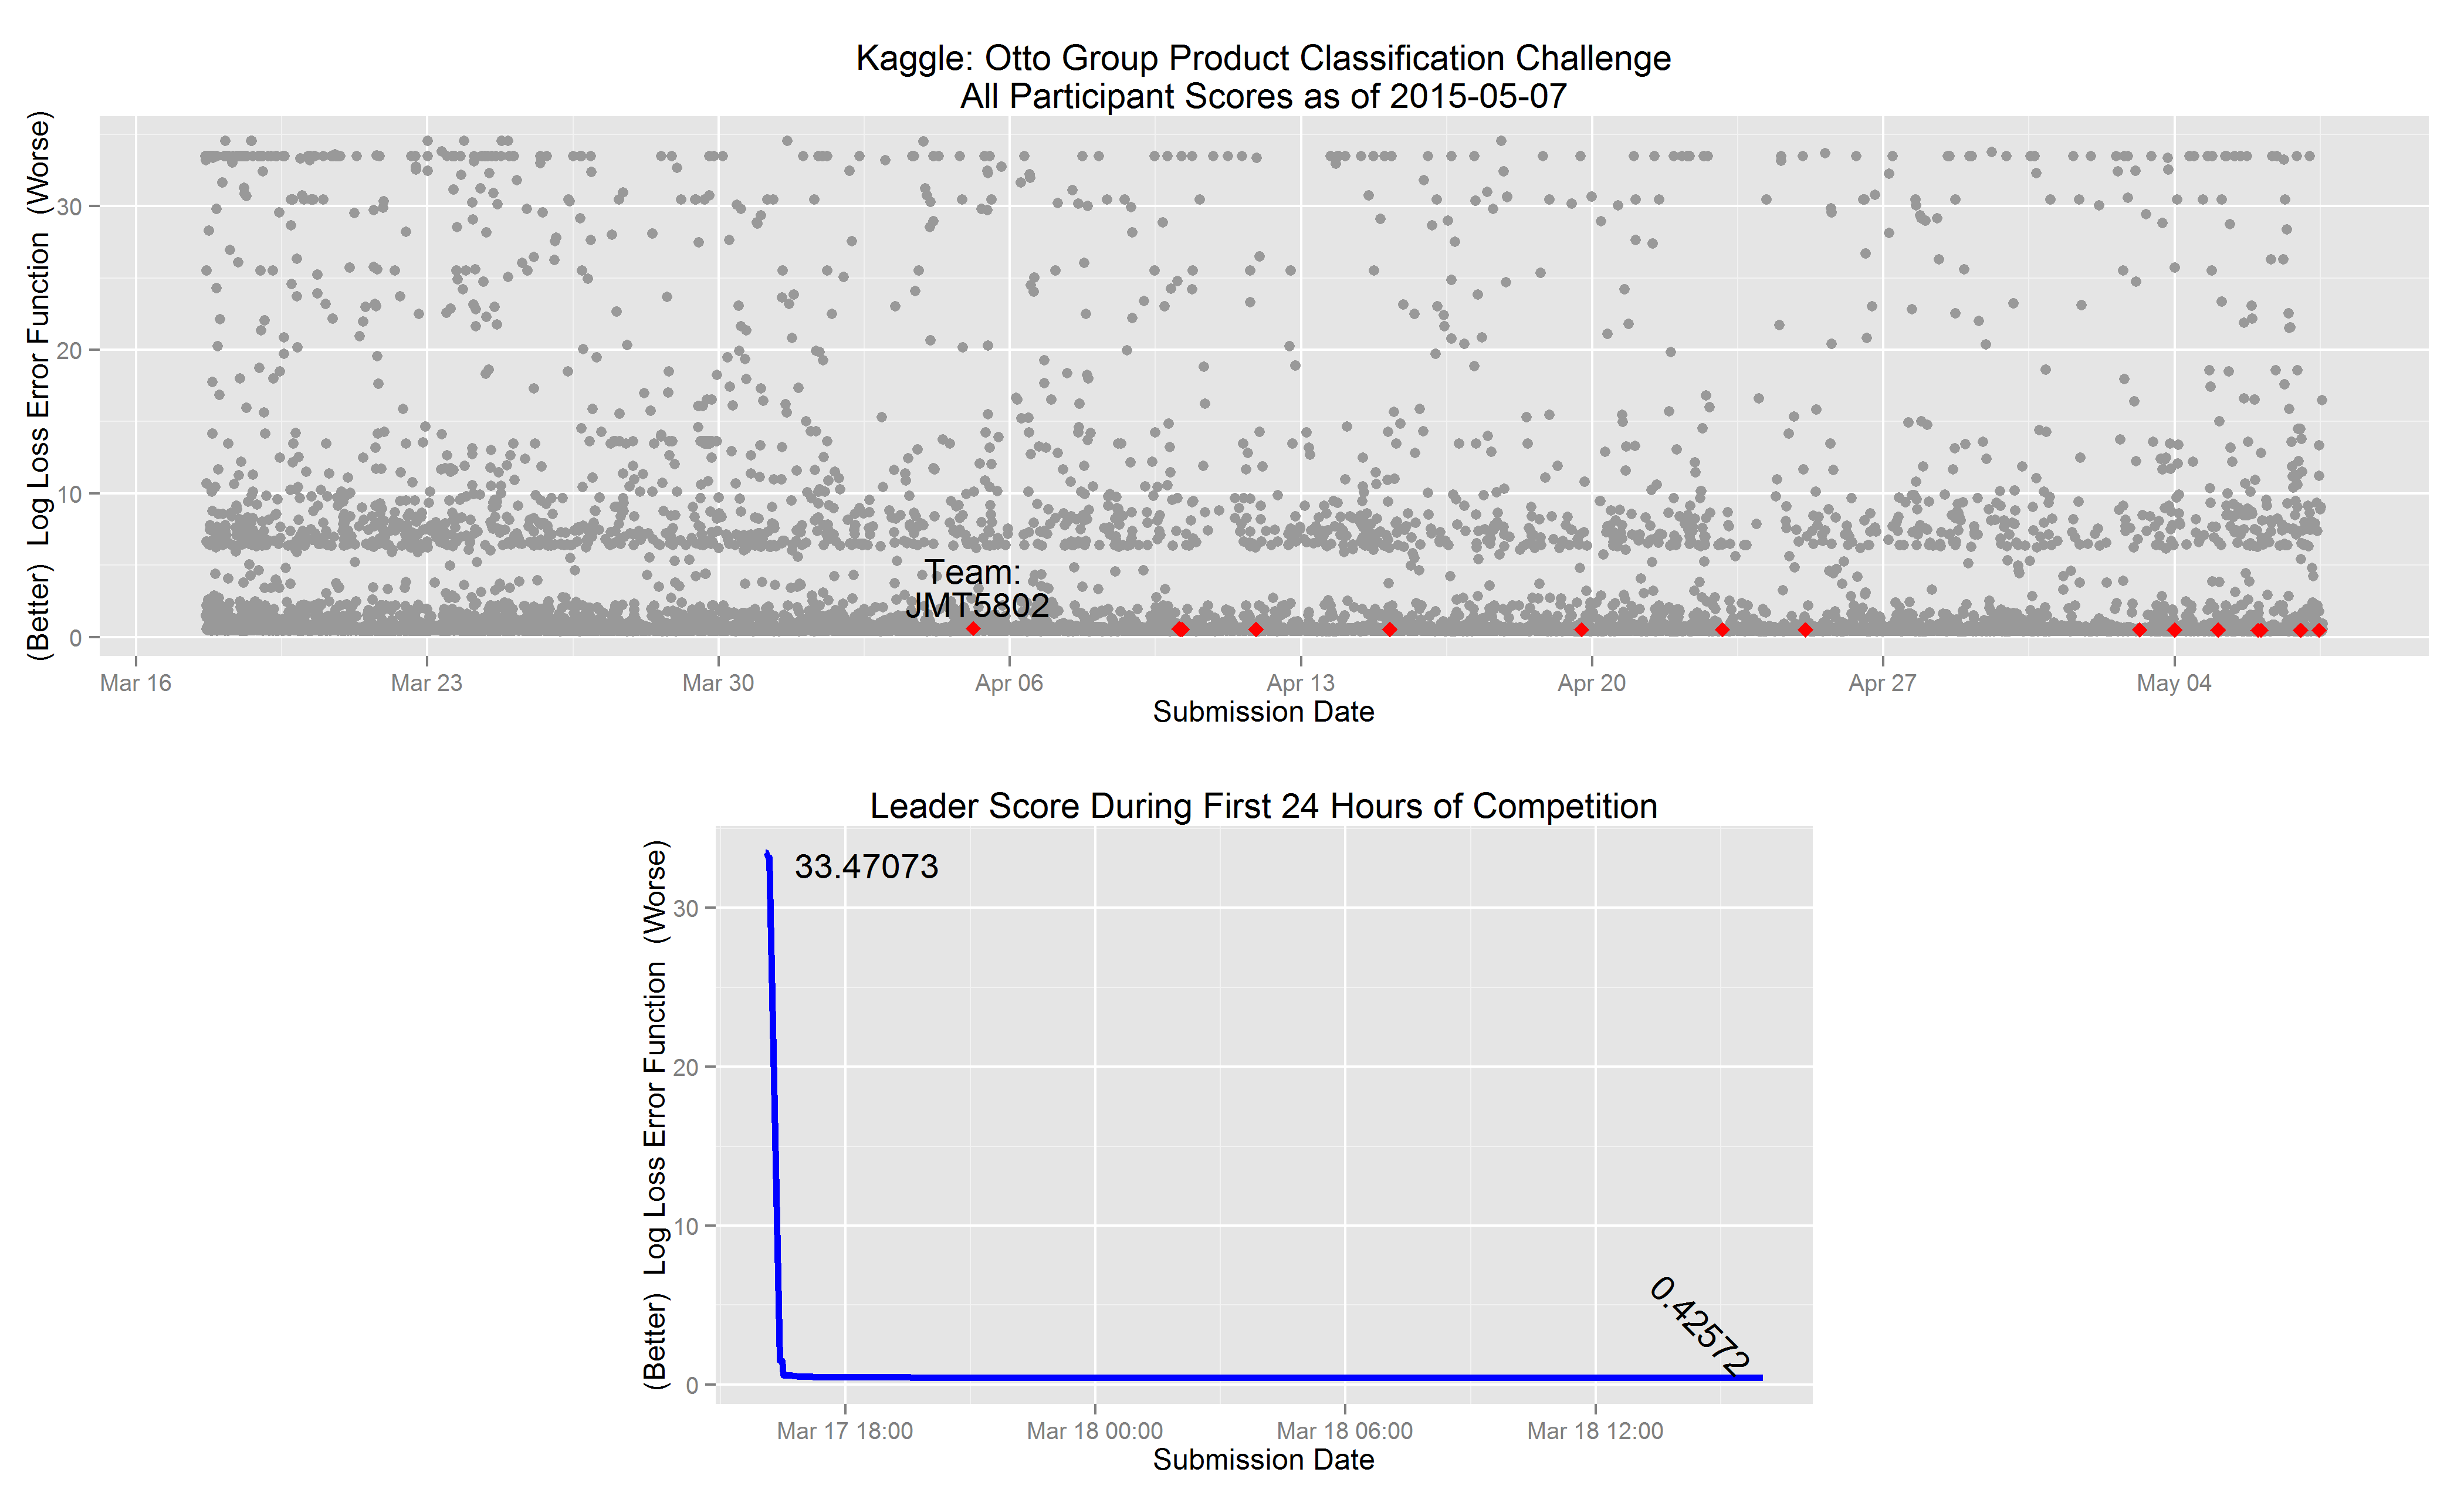 Kaggle: Otto Group Product Classification Challenge
All Participant Scores as of 2015-05-07
(Better)  Log Loss Error Function  (Worse)
30
20
10
0
Team:
JMT5802
Mar 16
Mar 23
Mar 30
Apr 06
Apr 13
Apr 20
Apr 27
May 04
Submission Date
Leader Score During First 24 Hours of Competition
(Better)  Log Loss Error Function  (Worse)
30
20
10
0
33.47073
0.42572
Mar 17 18:00
Mar 18 00:00
Mar 18 06:00
Mar 18 12:00
Submission Date